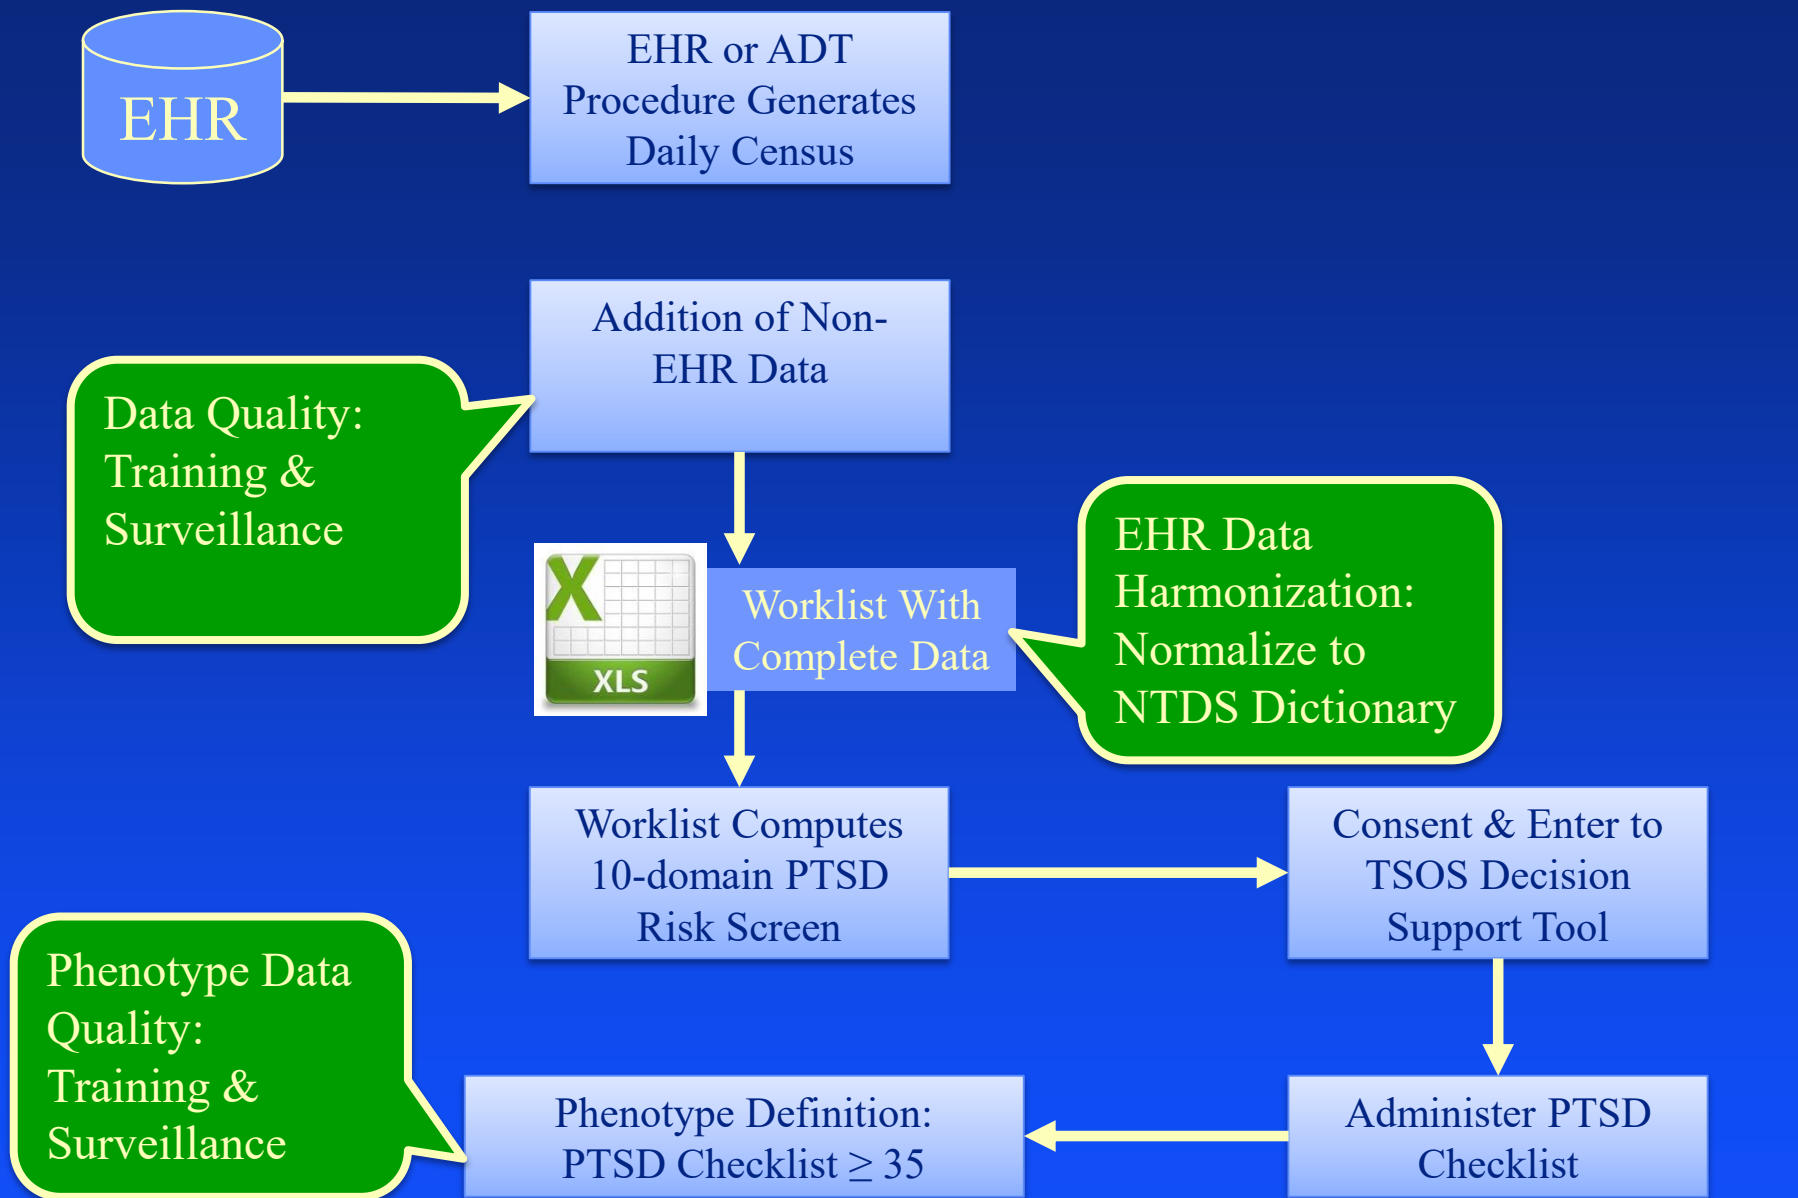 EHR
EHR or ADT
Procedure Generates
Daily Census
Addition of Non-
EHR Data
Data Quality:
Training &
Surveillance
X
XLS
Worklist With
Complete Data
EHR Data
Harmonization:
Normalize to
NTDS Dictionary
Worklist Computes
10-domain PTSD
Risk Screen
Consent & Enter to
TSOS Decision
Support Tool
Phenotype Data
Quality:
Training &
Surveillance
Phenotype Definition:
PTSD Checklist ≥ 35
Administer PTSD
Checklist